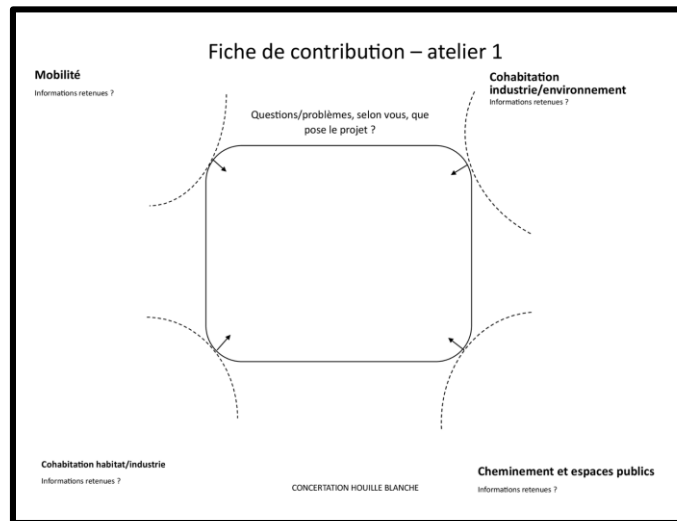 Fiche de contribution – atelier 1
Mobilité
Informations retenues ?
Cohabitation
industrie/environnement
Informations retenues ?
Questions/problèmes, selon vous, que
pose le projet ?
Cohabitation habitat/industrie
Informations retenues ?
CONCERTATION HOUILLE BLANCHE
Cheminement et espaces publics
Informations retenues ?